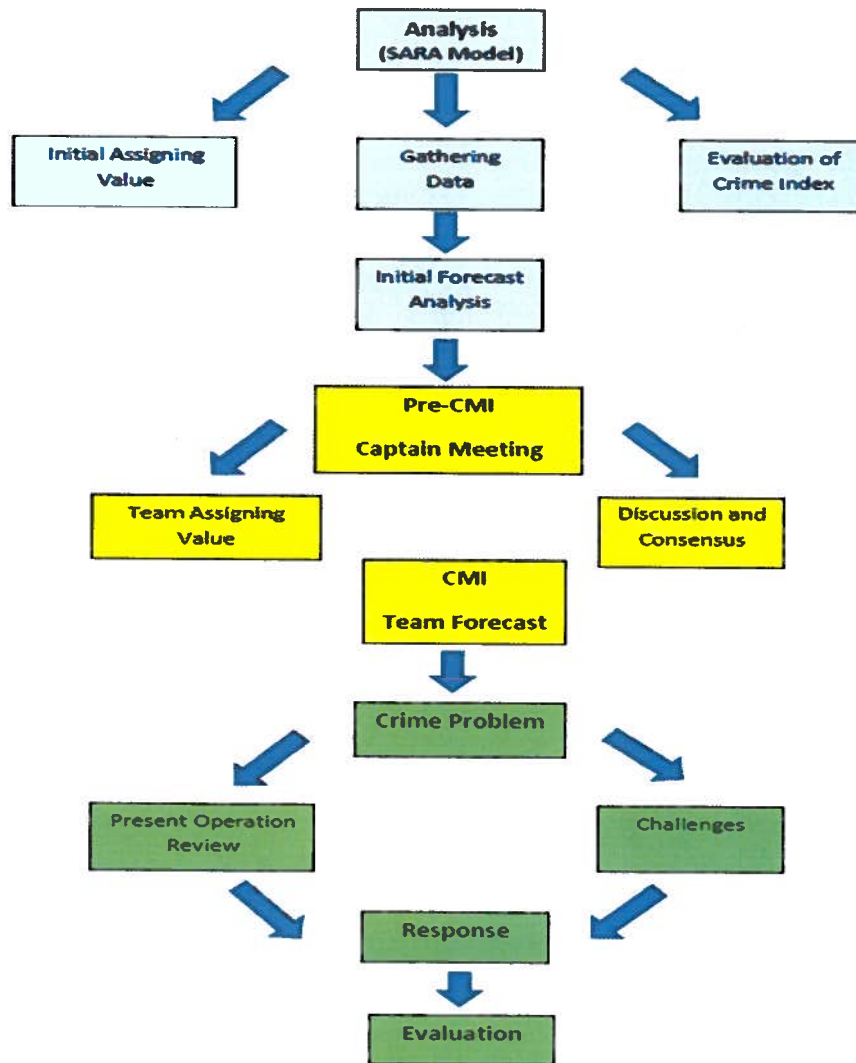 Analysis
(SARA Model)
Initial Assigning
Value
Gathering
Data
Evaluation of
Crime Index
Initial Forecast
Analysis
Pre-CMI
Captain Meeting
Team Assigning
Value
Discussion and
Consensus
CMI
Team Forecast
Crime Problem
Present Operation
Review
Challenges
Response
Evaluation